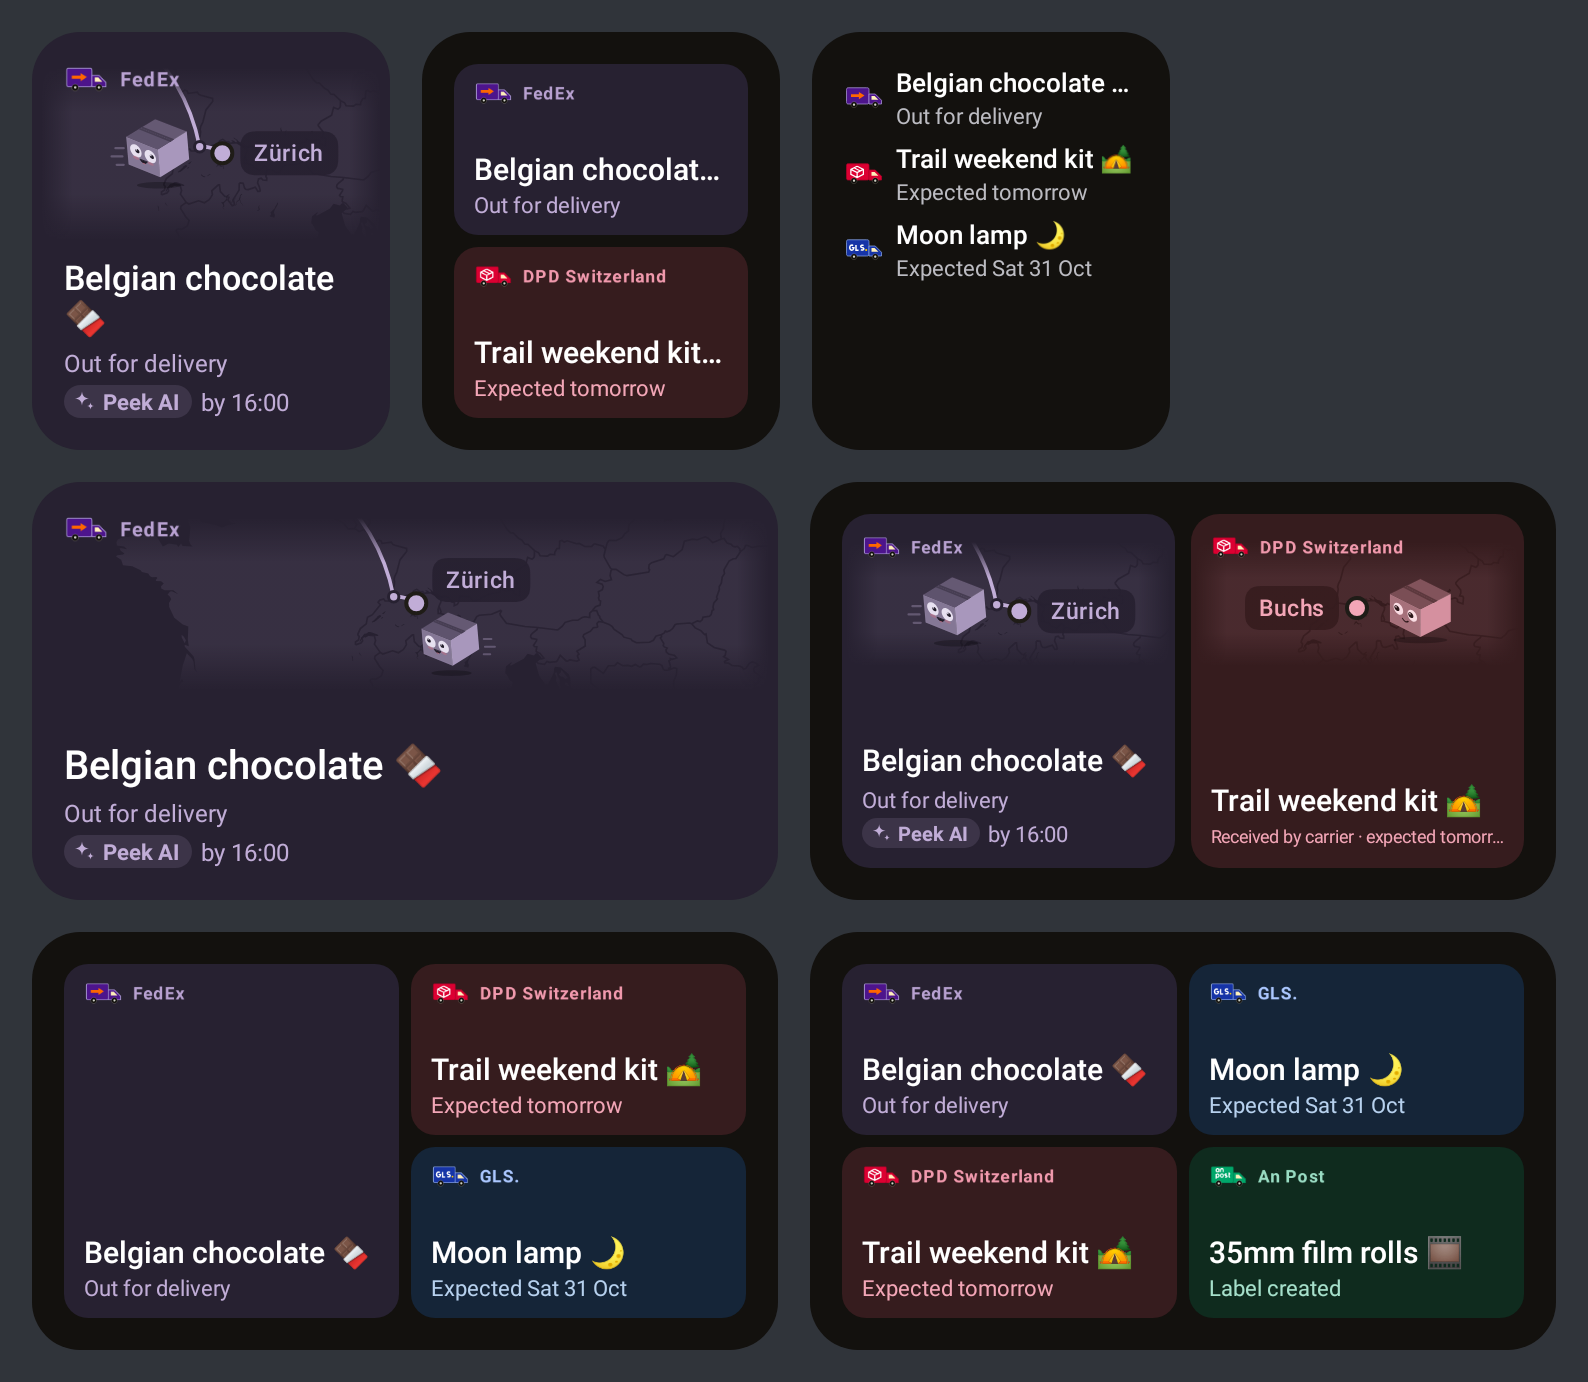 FedEx
Zürich
Belgian chocolate
🍫
Out for delivery
Peek AI by 16:00
FedEx
Belgian chocolat...
Out for delivery
DPD Switzerland
Trail weekend kit...
Expected tomorrow
Belgian chocolate ...
Out for delivery
Trail weekend kit 🏕️
Expected tomorrow
GLS.
Moon lamp 🌙
Expected Sat 31 Oct
FedEx
Zürich
Belgian chocolate 🍫
Out for delivery
Peek AI by 16:00
FedEx
Zürich
Belgian chocolate 🍫
Out for delivery
Peek AI by 16:00
DPD Switzerland
Buchs
Trail weekend kit 🏕️
Received by carrier · expected tomorr...
FedEx
Belgian chocolate 🍫
Out for delivery
DPD Switzerland
Trail weekend kit 🏕️
Expected tomorrow
GLS. GLS.
Moon lamp 🌙
Expected Sat 31 Oct
FedEx
Belgian chocolate 🍫
Out for delivery
GLS. GLS.
Moon lamp 🌙
Expected Sat 31 Oct
DPD Switzerland
Trail weekend kit 🏕️
Expected tomorrow
an post An Post
35mm film rolls 🎞️
Label created